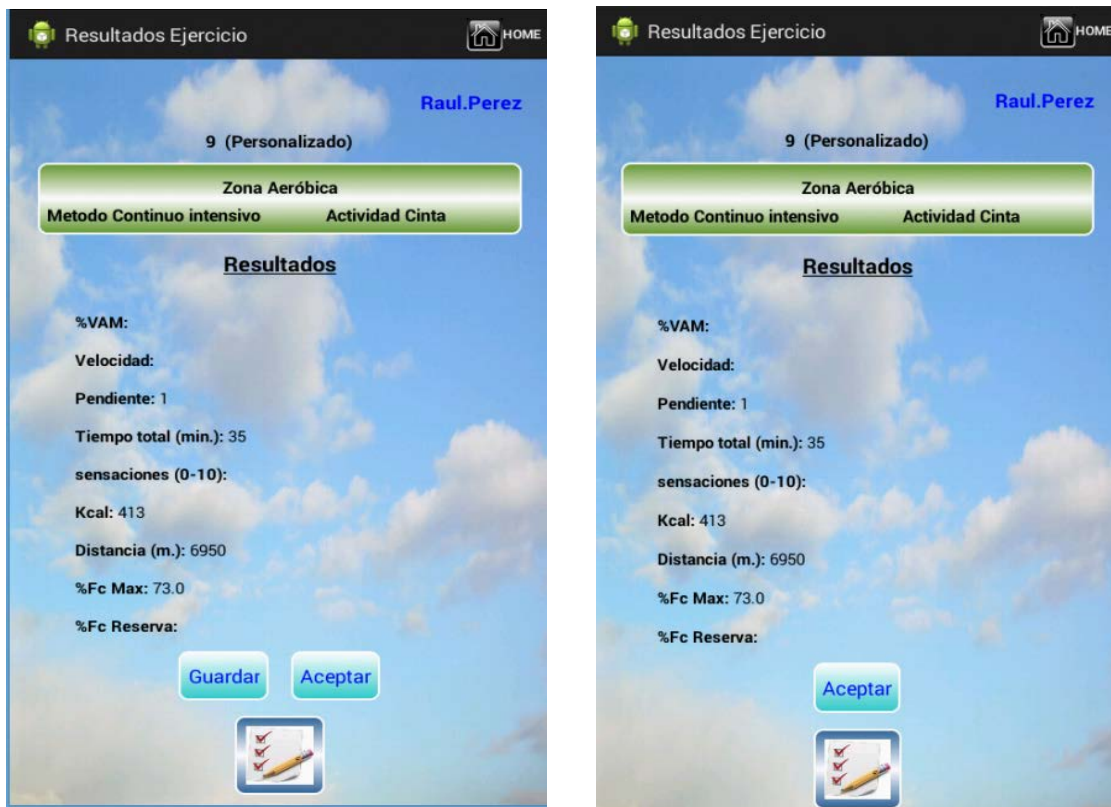 Resultados Ejercicio
HOME
Raul.Perez
9 (Personalizado)
Zona Aeróbica
Metodo Continuo intensivo Actividad Cinta
Resultados
%VAM:
Velocidad:
Pendiente: 1
Tiempo total (min.): 35
sensaciones (0-10):
Kcal: 413
Distancia (m.): 6950
%Fc Max: 73.0
%Fc Reserva:
Guardar Aceptar
Resultados Ejercicio
HOME
Raul.Perez
9 (Personalizado)
Zona Aeróbica
Metodo Continuo intensivo Actividad Cinta
Resultados
%VAM:
Velocidad:
Pendiente: 1
Tiempo total (min.): 35
sensaciones (0-10):
Kcal: 413
Distancia (m.): 6950
%Fc Max: 73.0
%Fc Reserva:
Aceptar